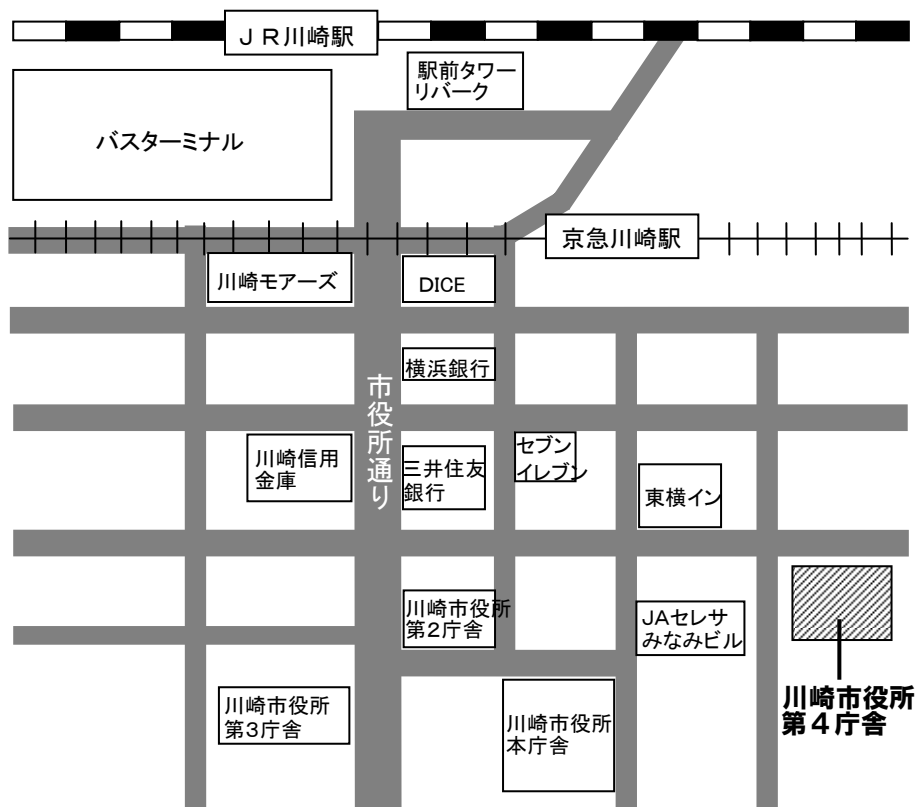 ＪＲ川崎駅
駅前タワー
リバーク
バスターミナル
京急川崎駅
川崎モアーズ
DICE
横浜銀行
市役所通り
川崎信用
金庫
三井住友
銀行
セブン
イレブン
東横イン
川崎市役所
第2庁舎
JAセレサ
みなみビル
川崎市役所
第3庁舎
川崎市役所
本庁舎
川崎市役所
第４庁舎